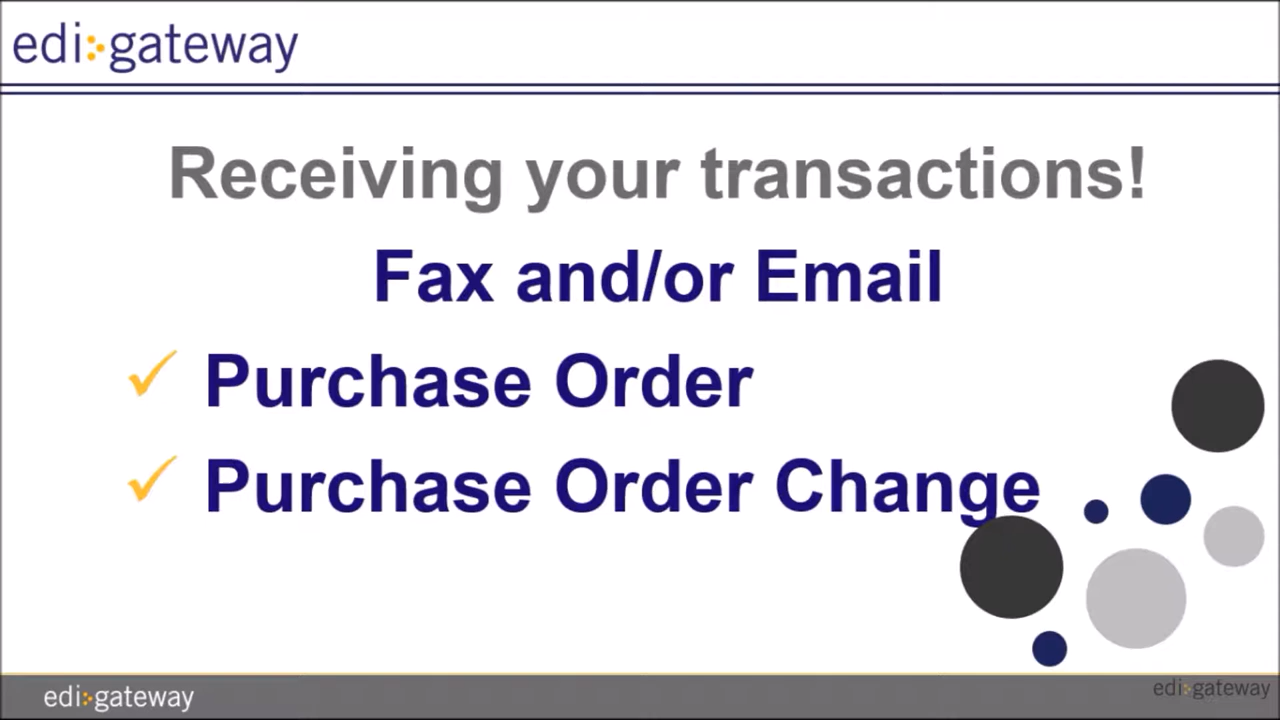 edi:gateway
Receiving your transactions!
Fax and/or Email
✓ Purchase Order
✓ Purchase Order Change
edi:gateway
edi:gateway